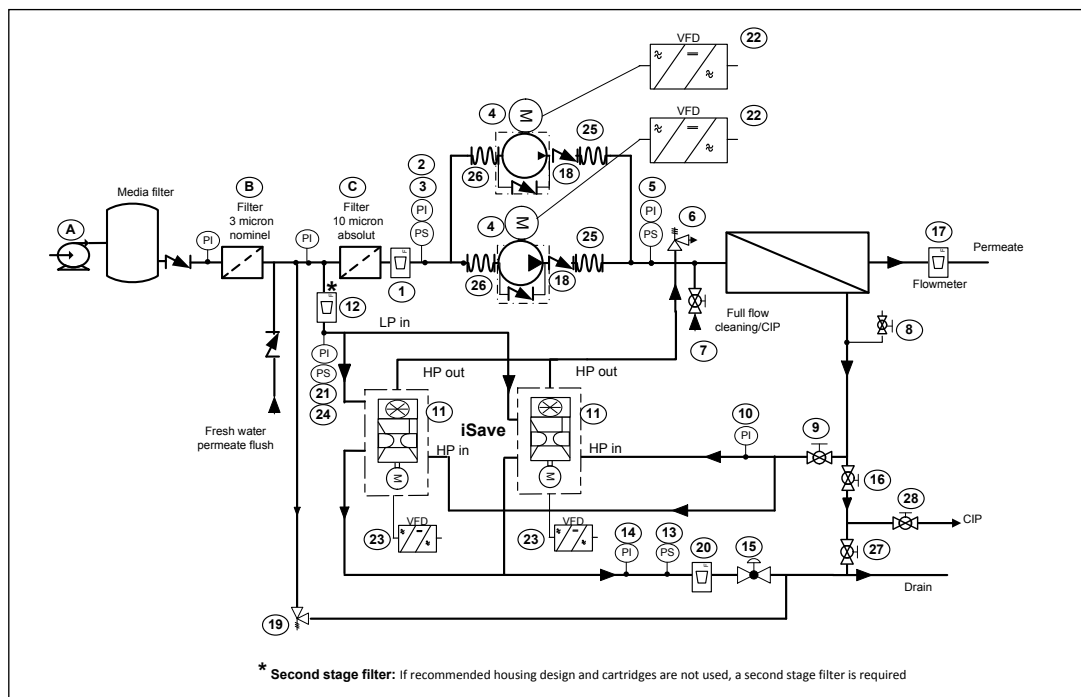 VFD
22
4
M
VFD
22
25
2
3
PI
PS
26
18
5
PI
PS
6
B
Filter
3 micron
nominel
C
Filter
10 micron
absolut
Media filter
A
PI
PI
F
1
4
M
25
26
18
17
F
Permeate
Flowmeter
*
F
12
LP in
Full flow
cleaning/CIP
7
8
PI
PS
21
24
HP out
HP out
Fresh water
permeate flush
11
iSave
11
HP in
HP in
10
PI
9
16
28
CIP
M
M
23
VFD
23
VFD
14
PI
13
PS
20
F
15
27
Drain
19
* Second stage filter: If recommended housing design and cartridges are not used, a second stage filter is required